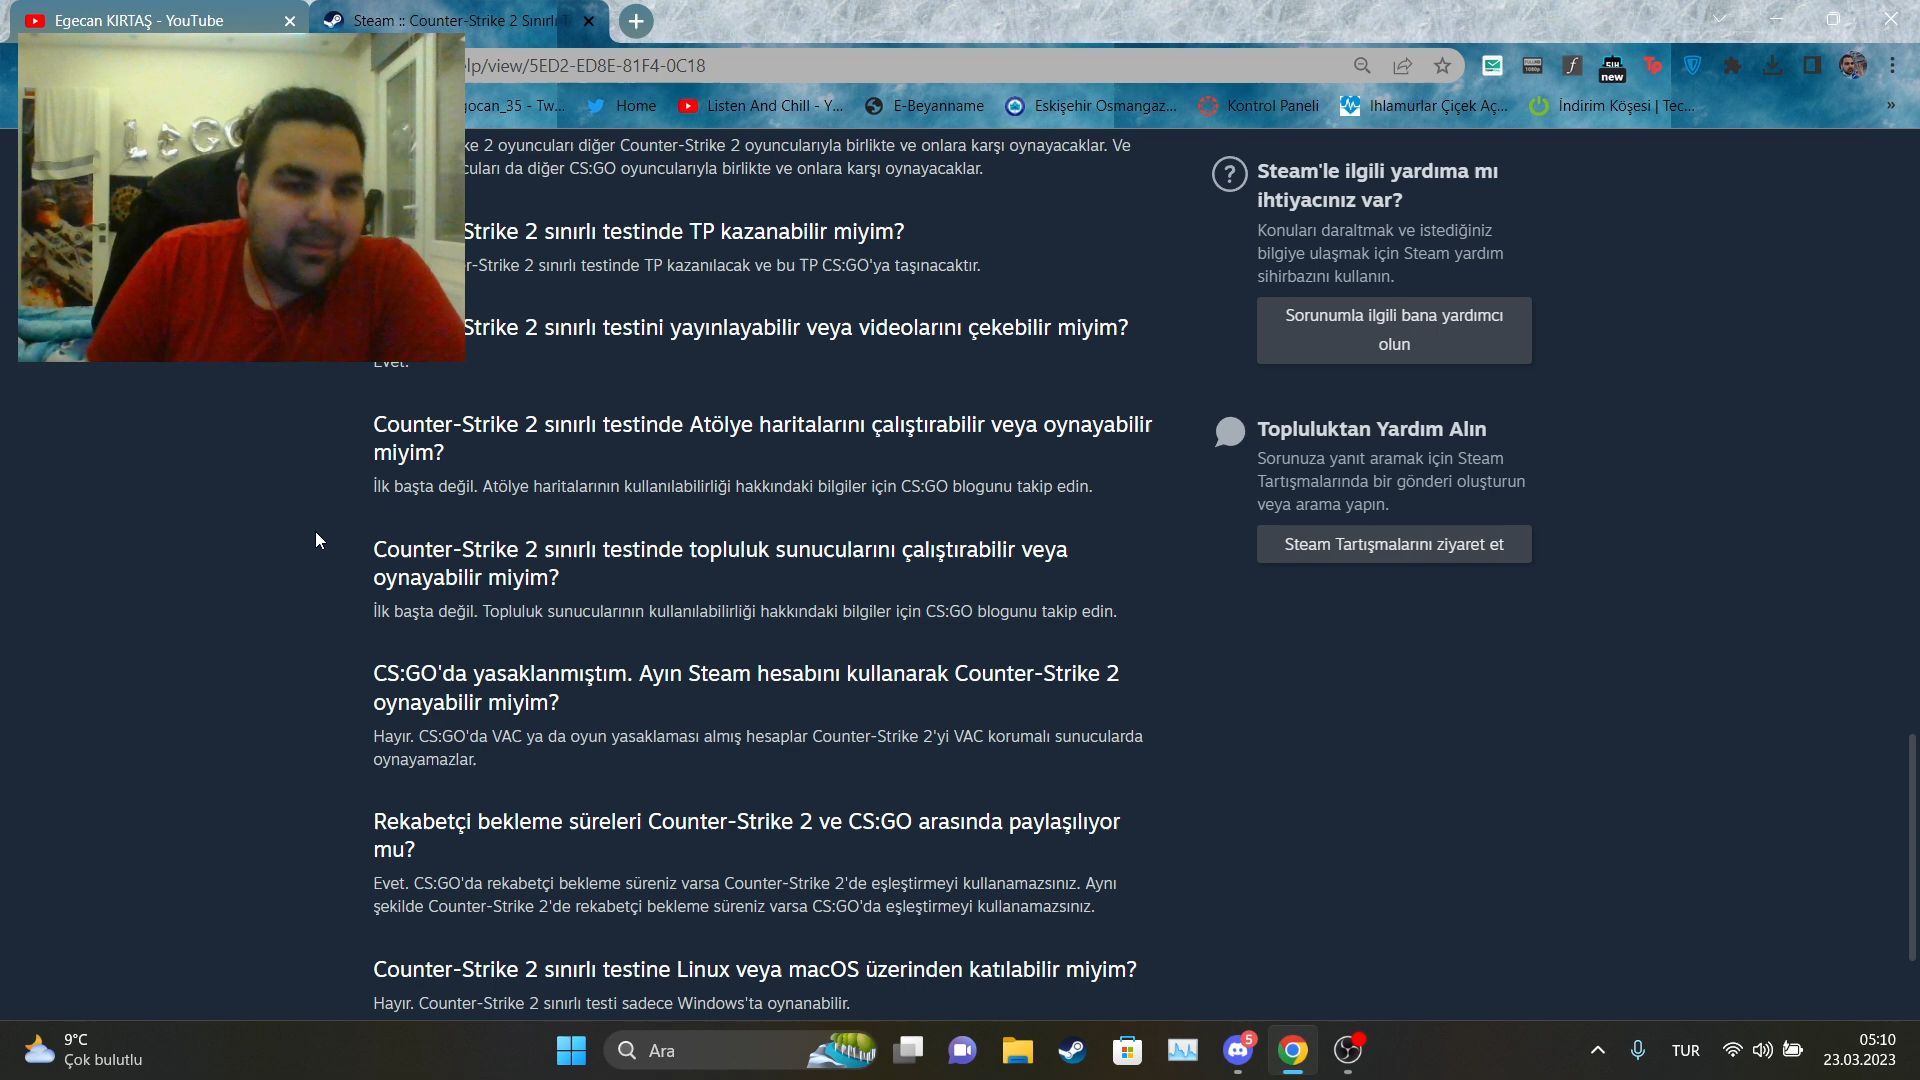 Egecan KIRTAŞ - YouTube
Steam :: Counter-Strike 2 Sınırlı T
lp/view/5ED2-ED8E-81F4-0C18
new
ocan_35 - Tw...
Home
Listen And Chill - Y...
E-Beyanname
Eskişehir Osmangaz...
Kontrol Paneli
Ihlamurlar Çiçek Aç...
İndirim Köşesi | Tec...
»
ke 2 oyuncuları diğer Counter-Strike 2 oyuncularıyla birlikte ve onlara karşı oynayacaklar. Ve
cuları da diğer CS:GO oyuncularıyla birlikte ve onlara karşı oynayacaklar.
Strike 2 sınırlı testinde TP kazanabilir miyim?
r-Strike 2 sınırlı testinde TP kazanılacak ve bu TP CS:GO'ya taşınacaktır.
Strike 2 sınırlı testini yayınlayabilir veya videolarını çekebilir miyim?
Evet.
Counter-Strike 2 sınırlı testinde Atölye haritalarını çalıştırabilir veya oynayabilir
miyim?
İlk başta değil. Atölye haritalarının kullanılabilirliği hakkındaki bilgiler için CS:GO blogunu takip edin.
Counter-Strike 2 sınırlı testinde topluluk sunucularını çalıştırabilir veya
oynayabilir miyim?
İlk başta değil. Topluluk sunucularının kullanılabilirliği hakkındaki bilgiler için CS:GO blogunu takip edin.
CS:GO'da yasaklanmıştım. Ayın Steam hesabını kullanarak Counter-Strike 2
oynayabilir miyim?
Hayır. CS:GO'da VAC ya da oyun yasaklaması almış hesaplar Counter-Strike 2'yi VAC korumalı sunucularda
oynayamazlar.
Rekabetçi bekleme süreleri Counter-Strike 2 ve CS:GO arasında paylaşılıyor
mu?
Evet. CS:GO'da rekabetçi bekleme süreniz varsa Counter-Strike 2'de eşleştirmeyi kullanamazsınız. Aynı
şekilde Counter-Strike 2'de rekabetçi bekleme süreniz varsa CS:GO'da eşleştirmeyi kullanamazsınız.
Counter-Strike 2 sınırlı testine Linux veya macOS üzerinden katılabilir miyim?
Hayır. Counter-Strike 2 sınırlı testi sadece Windows'ta oynanabilir.
Steam'le ilgili yardıma mı
ihtiyacınız var?
Konuları daraltmak ve istediğiniz
bilgiye ulaşmak için Steam yardım
sihirbazını kullanın.
Sorunumla ilgili bana yardımcı
olun
Topluluktan Yardım Alın
Sorunuza yanıt aramak için Steam
Tartışmalarında bir gönderi oluşturun
veya arama yapın.
Steam Tartışmalarını ziyaret et
9°C
Çok bulutlu
Ara
5
TUR
05:10
23.03.2023